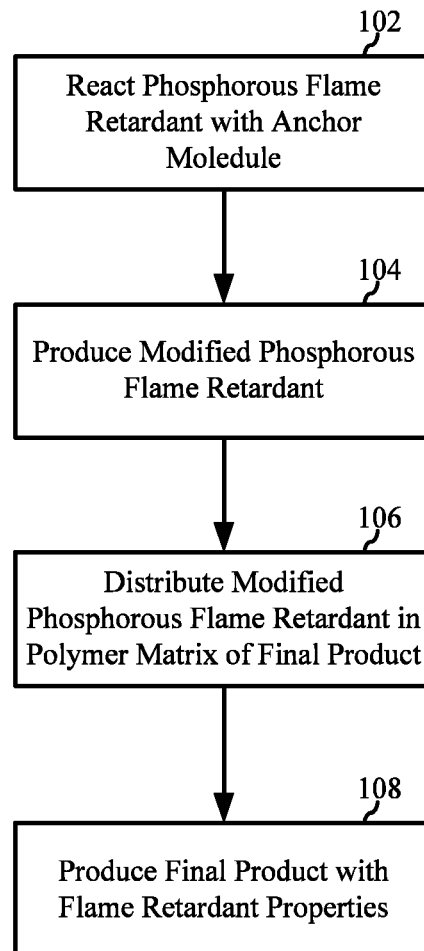 102
React Phosphorous Flame
Retardant with Anchor
Moledule
104
Produce Modified Phosphorous
Flame Retardant
106
Distribute Modified
Phosphorous Flame Retardant in
Polymer Matrix of Final Product
108
Produce Final Product with
Flame Retardant Properties